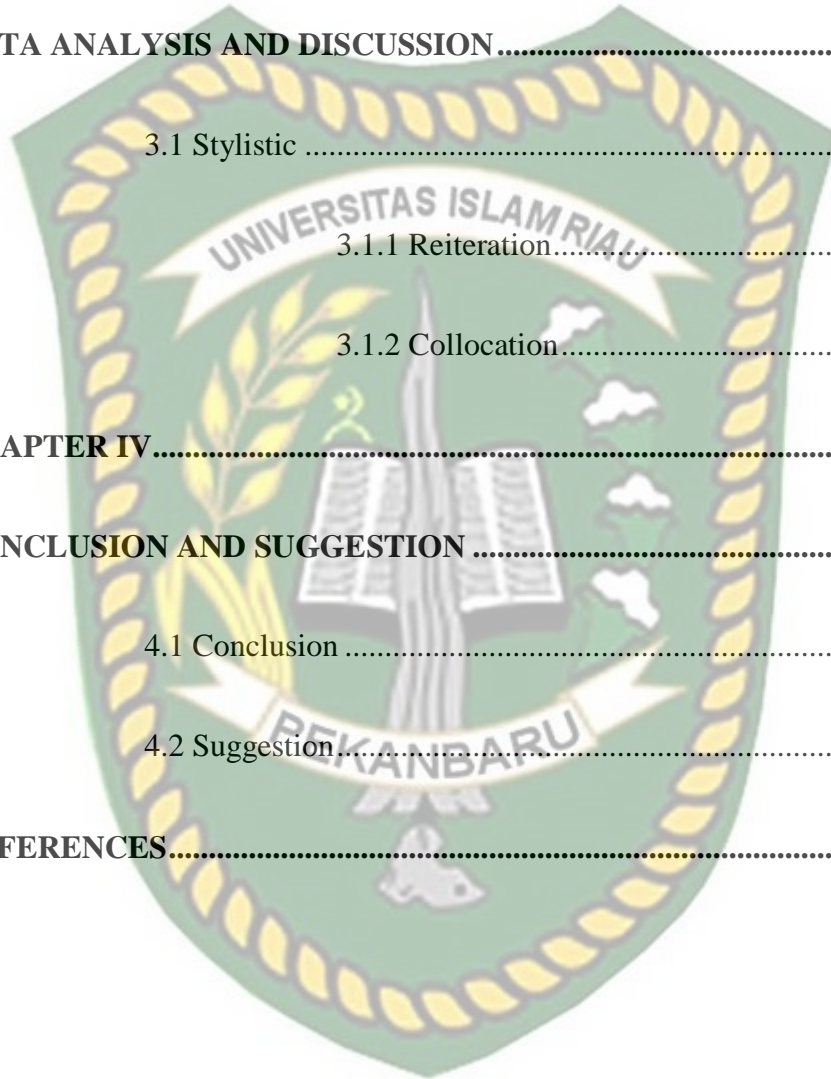 TA ANALYSIS AND DISCUSSION.....................................
3.1 Stylistic ..............................................................
UNIVERSITAS ISLAM RIAU
3.1.1 Reiteration................................
3.1.2 Collocation...............................
APTER IV...............................................................................
NCLUSION AND SUGGESTION ........................................
4.1 Conclusion ........................................................
4.2 Suggestion.........................................................
PEKANBARU
FERENCES............................................................................